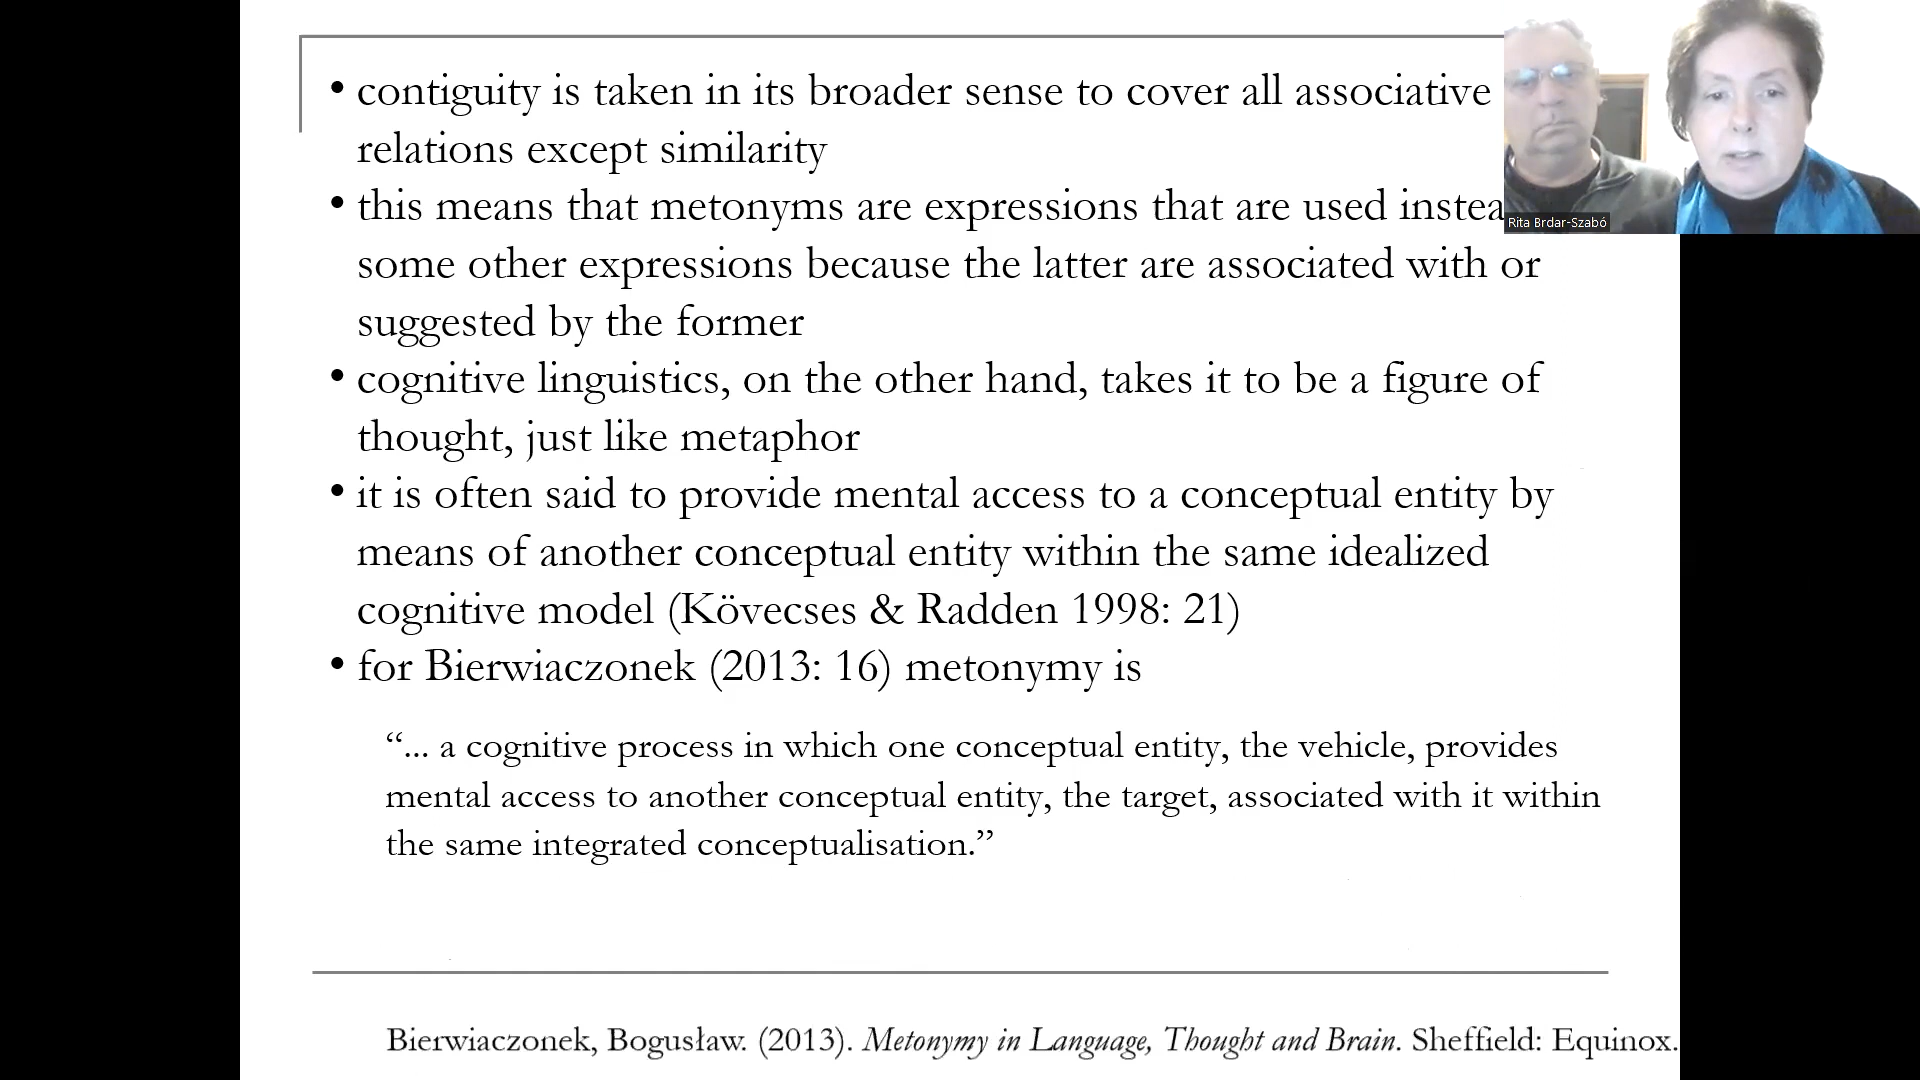 • contiguity is taken in its broader sense to cover all associative
relations except similarity
• this means that metonyms are expressions that are used
some other expressions because the latter are associated with or
suggested by the former
• cognitive linguistics, on the other hand, takes it to be a figure of
thought, just like metaphor
• it is often said to provide mental access to a conceptual entity by
means of another conceptual entity within the same idealized
cognitive model (Kövecses & Radden 1998: 21)
• for Bierwiaczonek (2013: 16) metonymy is
“... a cognitive process in which one conceptual entity, the vehicle, provides
mental access to another conceptual entity, the target, associated with it within
the same integrated conceptualisation.”
Bierwiaczonek, Bogusław. (2013). Metonymy in Language, Thought and Brain. Sheffield: Equinox.
Rita Brdar-Szabó